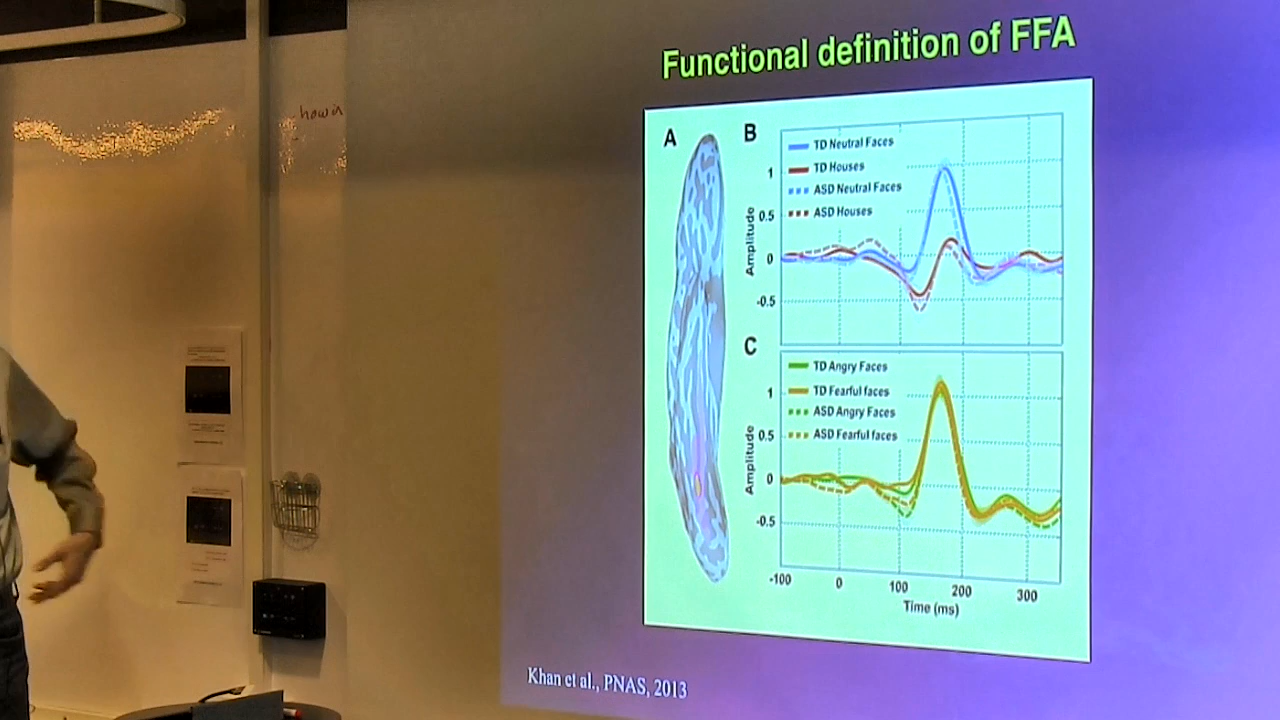 howin
Functional definition of FFA
A
B
TD Neutral Faces
TD Houses
ASD Neutral Faces
ASD Houses
Amplitude
1
0.5
0
-0.5
C
TD Angry Faces
TD Fearful faces
ASD Angry Faces
ASD Fearful faces
Amplitude
1
0.5
0
-0.5
-100 0 100 200 300
Time (ms)
Khan et al., PNAS, 2013